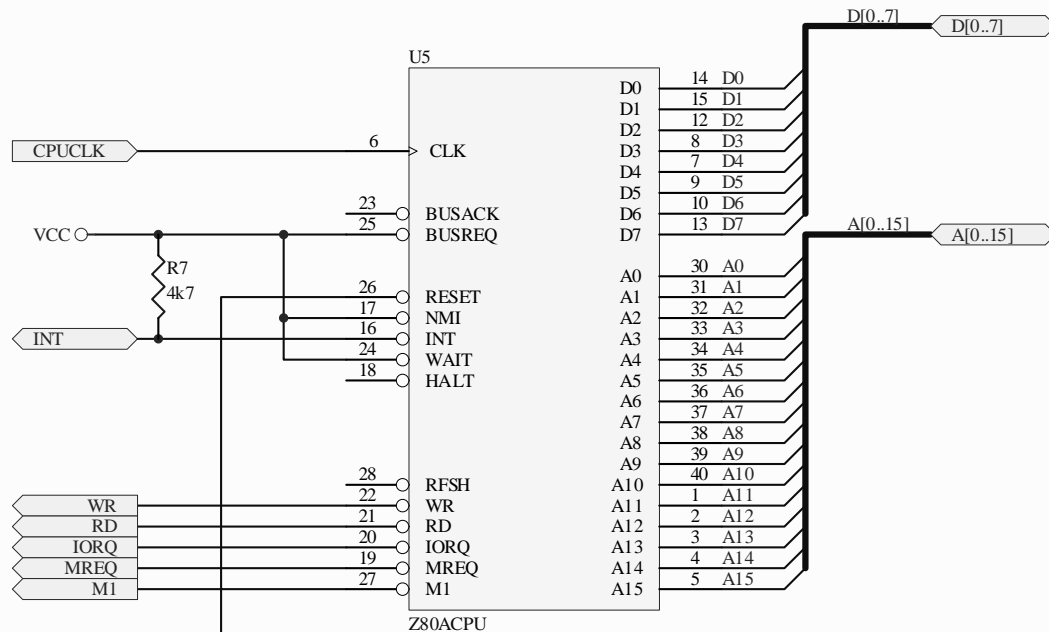 D[0..7]
D[0..7]
U5
D0 14 D0
D1 15 D1
D2 12 D2
CPUCLK 6 CLK D3 8 D3
D4 7 D4
D5 9 D5
23 BUSACK D6 10 D6
VCC 25 BUSREQ D7 13 D7
A[0..15]
A[0..15]
R7
4k7
A0 30 A0
26 RESET A1 31 A1
17 NMI A2 32 A2
INT 16 INT A3 33 A3
24 WAIT A4 34 A4
18 HALT A5 35 A5
A6 36 A6
A7 37 A7
A8 38 A8
A9 39 A9
28 RFSH A10 40 A10
WR 22 WR A11 1 A11
RD 21 RD A12 2 A12
IORQ 20 IORQ A13 3 A13
MREQ 19 MREQ A14 4 A14
M1 27 M1 A15 5 A15
Z80ACPU